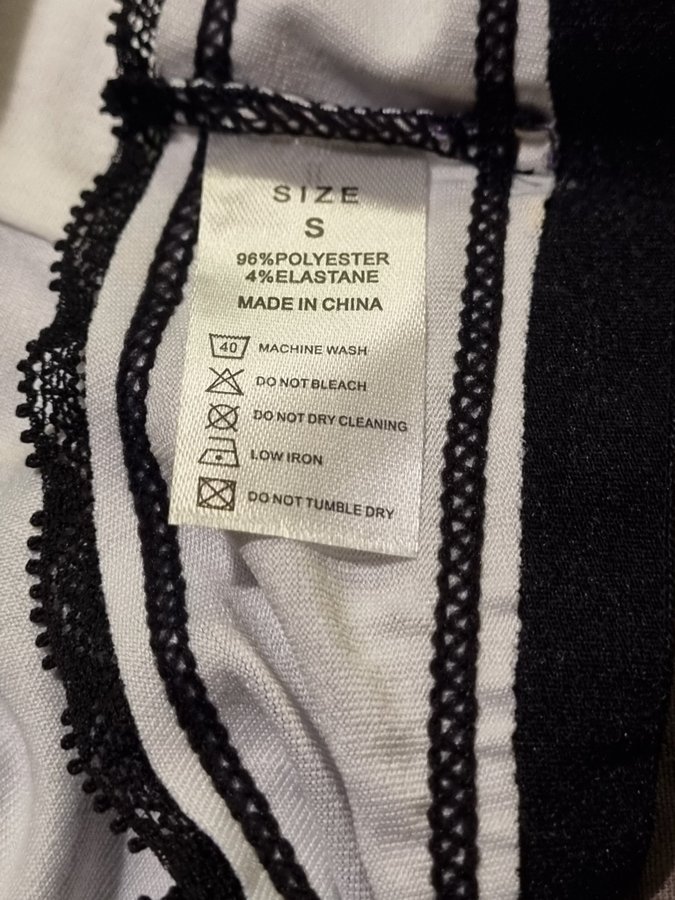 SIZE
S
96%POLYESTER
4%ELASTANE
MADE IN CHINA
40 MACHINE WASH
DO NOT BLEACH
DO NOT DRY CLEANING
LOW IRON
DO NOT TUMBLE DRY